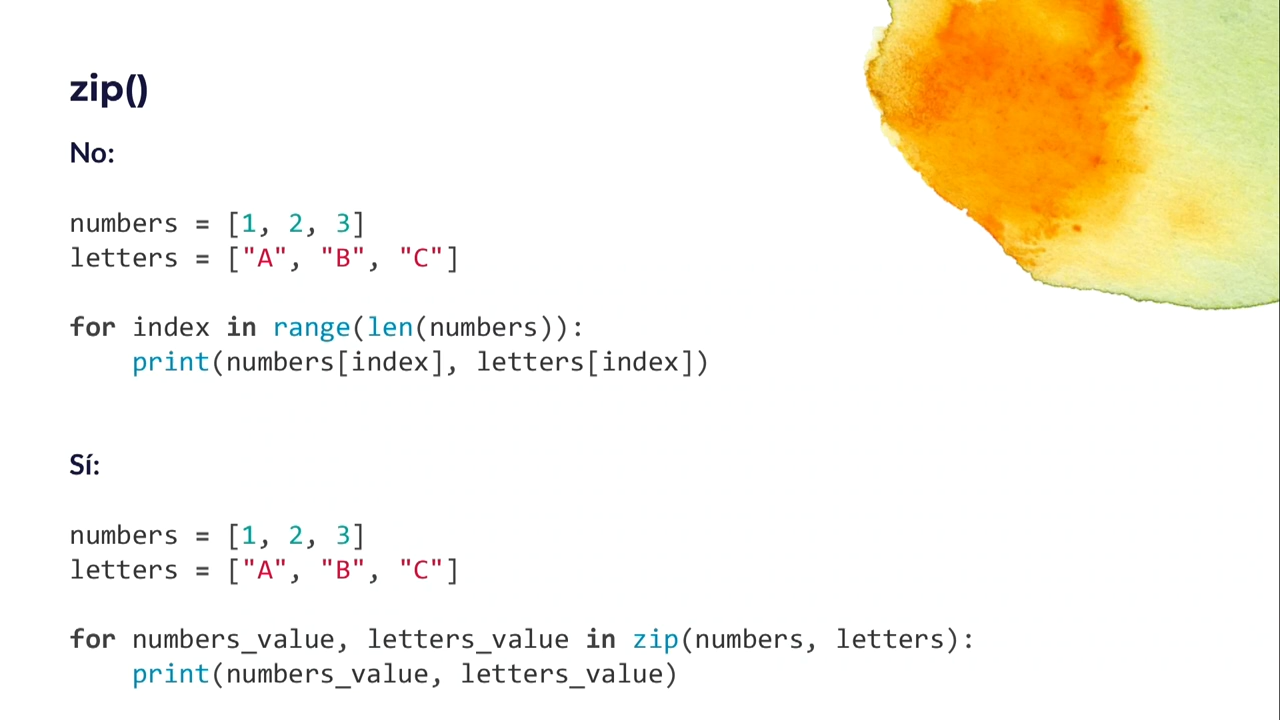 zip()
No:
numbers = [1, 2, 3]
letters = ["A", "B", "C"]
for index in range(len(numbers)):
    print(numbers[index], letters[index])
Sí:
numbers = [1, 2, 3]
letters = ["A", "B", "C"]
for numbers_value, letters_value in zip(numbers, letters):
    print(numbers_value, letters_value)